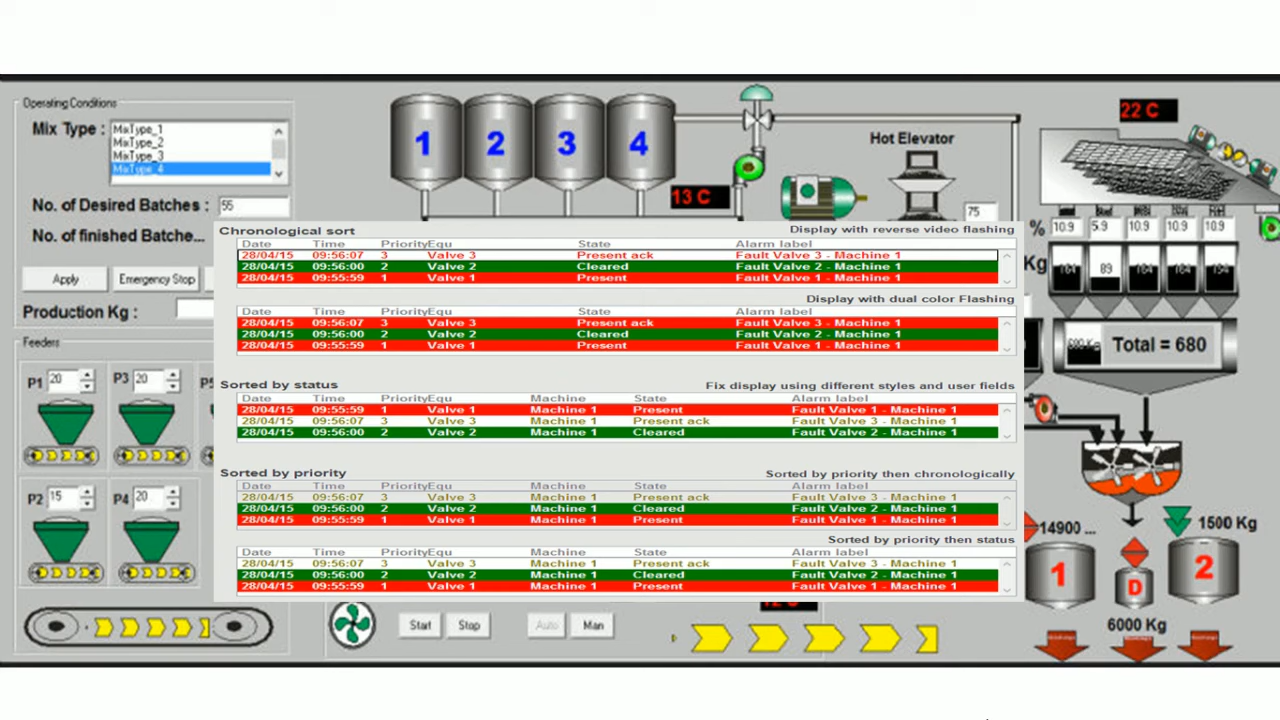 Operating Conditions
Mix Type :
MixType_1
MixType_2
MixType_3
MixType_4
No. of Desired Batches :
55
No. of finished Batche...
Apply
Emergency Stop
Production Kg :
Feeders
P1
20
P3
20
P2
15
P4
20
1
2
3
4
13 C
Hot Elevator
75
22 C
%
10.9
5.9
10.9
10.9
10.9
Kg
164
89
164
164
154
Total = 680
Chronological sort
Display with reverse video flashing
Date Time PriorityEqu State Alarm label
28/04/15 09:56:07 3 Valve 3 Present ack Fault Valve 3 - Machine 1
28/04/15 09:56:00 2 Valve 2 Cleared Fault Valve 2 - Machine 1
28/04/15 09:55:59 1 Valve 1 Present Fault Valve 1 - Machine 1
Display with dual color Flashing
Date Time PriorityEqu State Alarm label
28/04/15 09:56:07 3 Valve 3 Present ack Fault Valve 3 - Machine 1
28/04/15 09:56:00 2 Valve 2 Cleared Fault Valve 2 - Machine 1
28/04/15 09:55:59 1 Valve 1 Present Fault Valve 1 - Machine 1
Sorted by status
Fix display using different styles and user fields
Date Time PriorityEqu Machine State Alarm label
28/04/15 09:55:59 1 Valve 1 Machine 1 Present Fault Valve 1 - Machine 1
28/04/15 09:56:07 3 Valve 3 Machine 1 Present ack Fault Valve 3 - Machine 1
28/04/15 09:56:00 2 Valve 2 Machine 1 Cleared Fault Valve 2 - Machine 1
Sorted by priority
Sorted by priority then chronologically
Date Time PriorityEqu Machine State Alarm label
28/04/15 09:56:07 3 Valve 3 Machine 1 Present ack Fault Valve 3 - Machine 1
28/04/15 09:56:00 2 Valve 2 Machine 1 Cleared Fault Valve 2 - Machine 1
28/04/15 09:55:59 1 Valve 1 Machine 1 Present Fault Valve 1 - Machine 1
Sorted by priority then status
Date Time PriorityEqu Machine State Alarm label
28/04/15 09:56:07 3 Valve 3 Machine 1 Present ack Fault Valve 3 - Machine 1
28/04/15 09:56:00 2 Valve 2 Machine 1 Cleared Fault Valve 2 - Machine 1
28/04/15 09:55:59 1 Valve 1 Machine 1 Present Fault Valve 1 - Machine 1
Start
Stop
Auto
Man
14900 ...
1500 Kg
1
D
2
6000 Kg